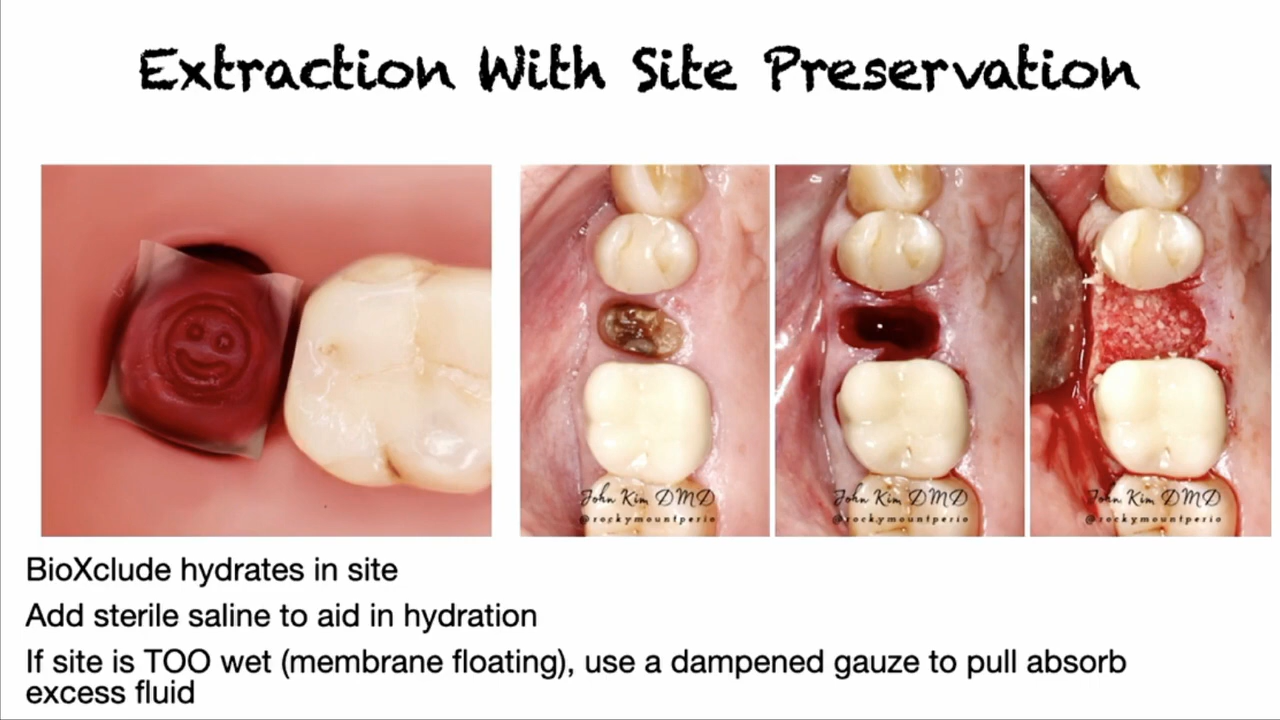 Extraction With Site Preservation
John Kim DMD
@rockymountperio
John Kim DMD
@rockymountperio
John Kim DMD
@rockymountperio
BioXclude hydrates in site
Add sterile saline to aid in hydration
If site is TOO wet (membrane floating), use a dampened gauze to pull absorb
excess fluid